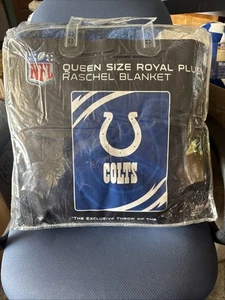 NFL
QUEEN SIZE ROYAL PLU
RASCHEL BLANKET
COLTS
"THE EXCLUSIVE THROW OF THE